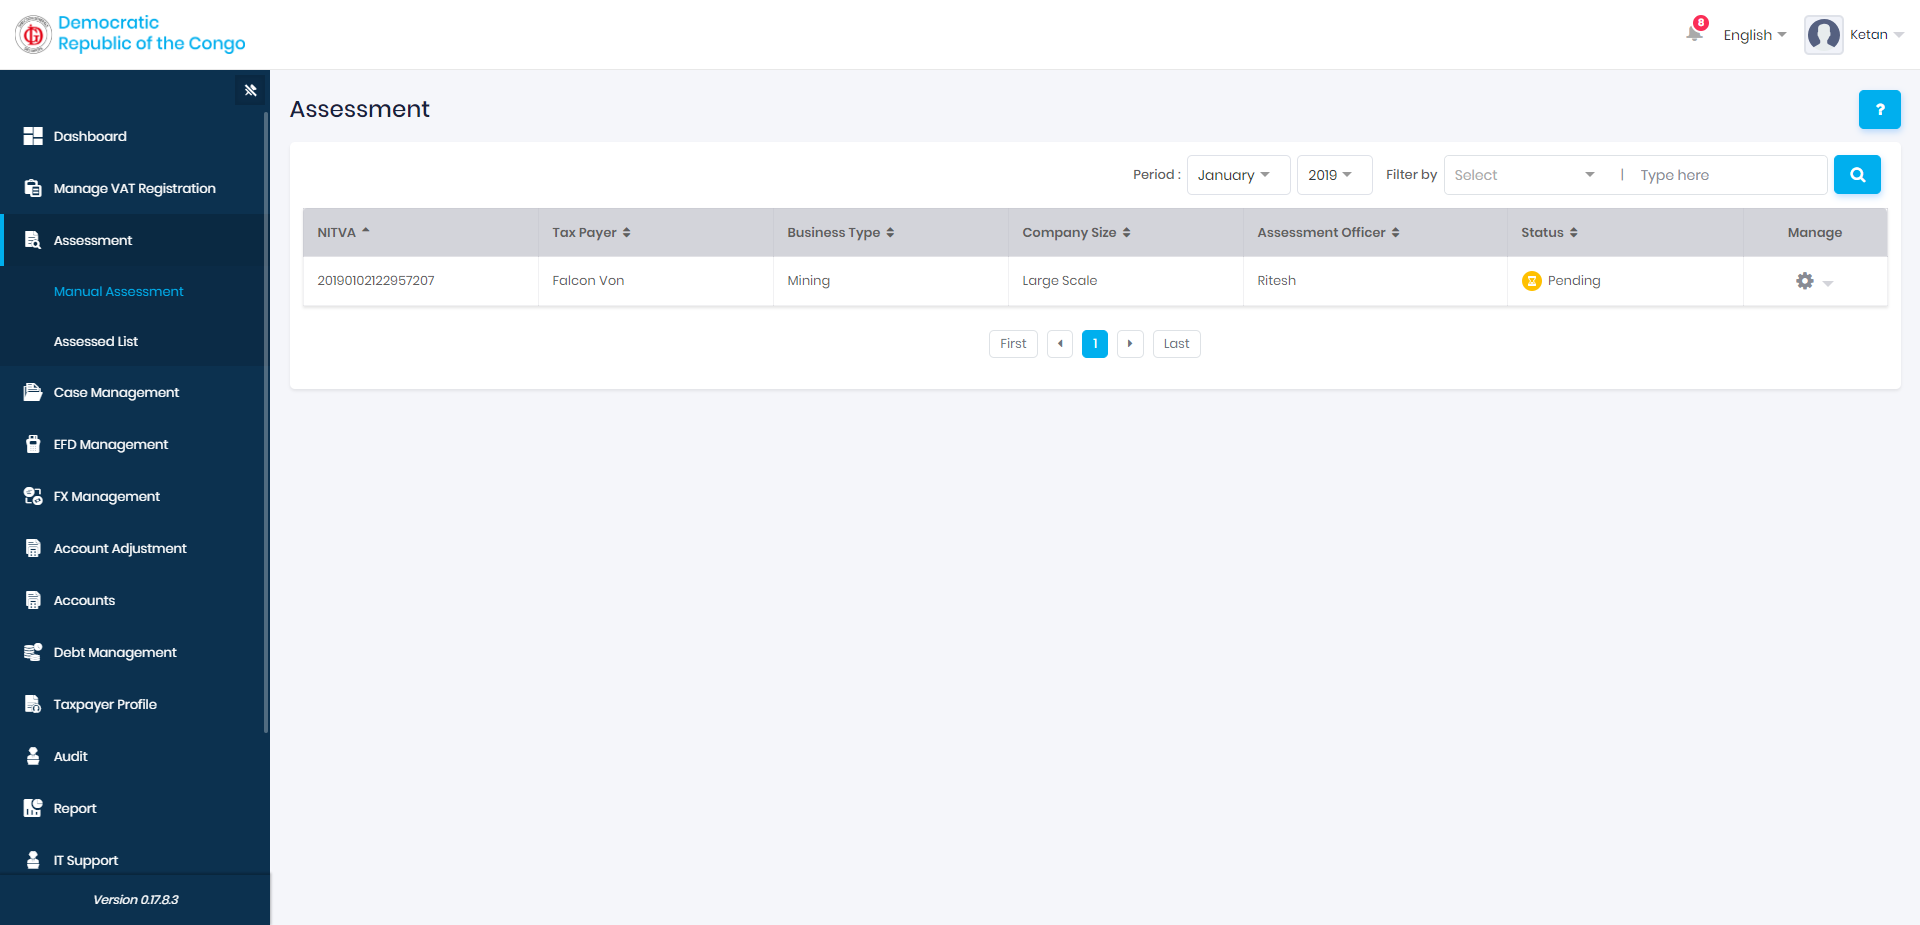 Democratic
Republic of the Congo
8
English
Ketan
Dashboard
Manage VAT Registration
Assessment
Manual Assessment
Assessed List
Case Management
EFD Management
FX Management
Account Adjustment
Accounts
Debt Management
Taxpayer Profile
Audit
Report
IT Support
Version 0.17.8.3
Assessment
?
Period : January 2019 Filter by Select | Type here
NITVA Tax Payer Business Type Company Size Assessment Officer Status Manage
20190102122957207 Falcon Von Mining Large Scale Ritesh Pending
First 1 Last